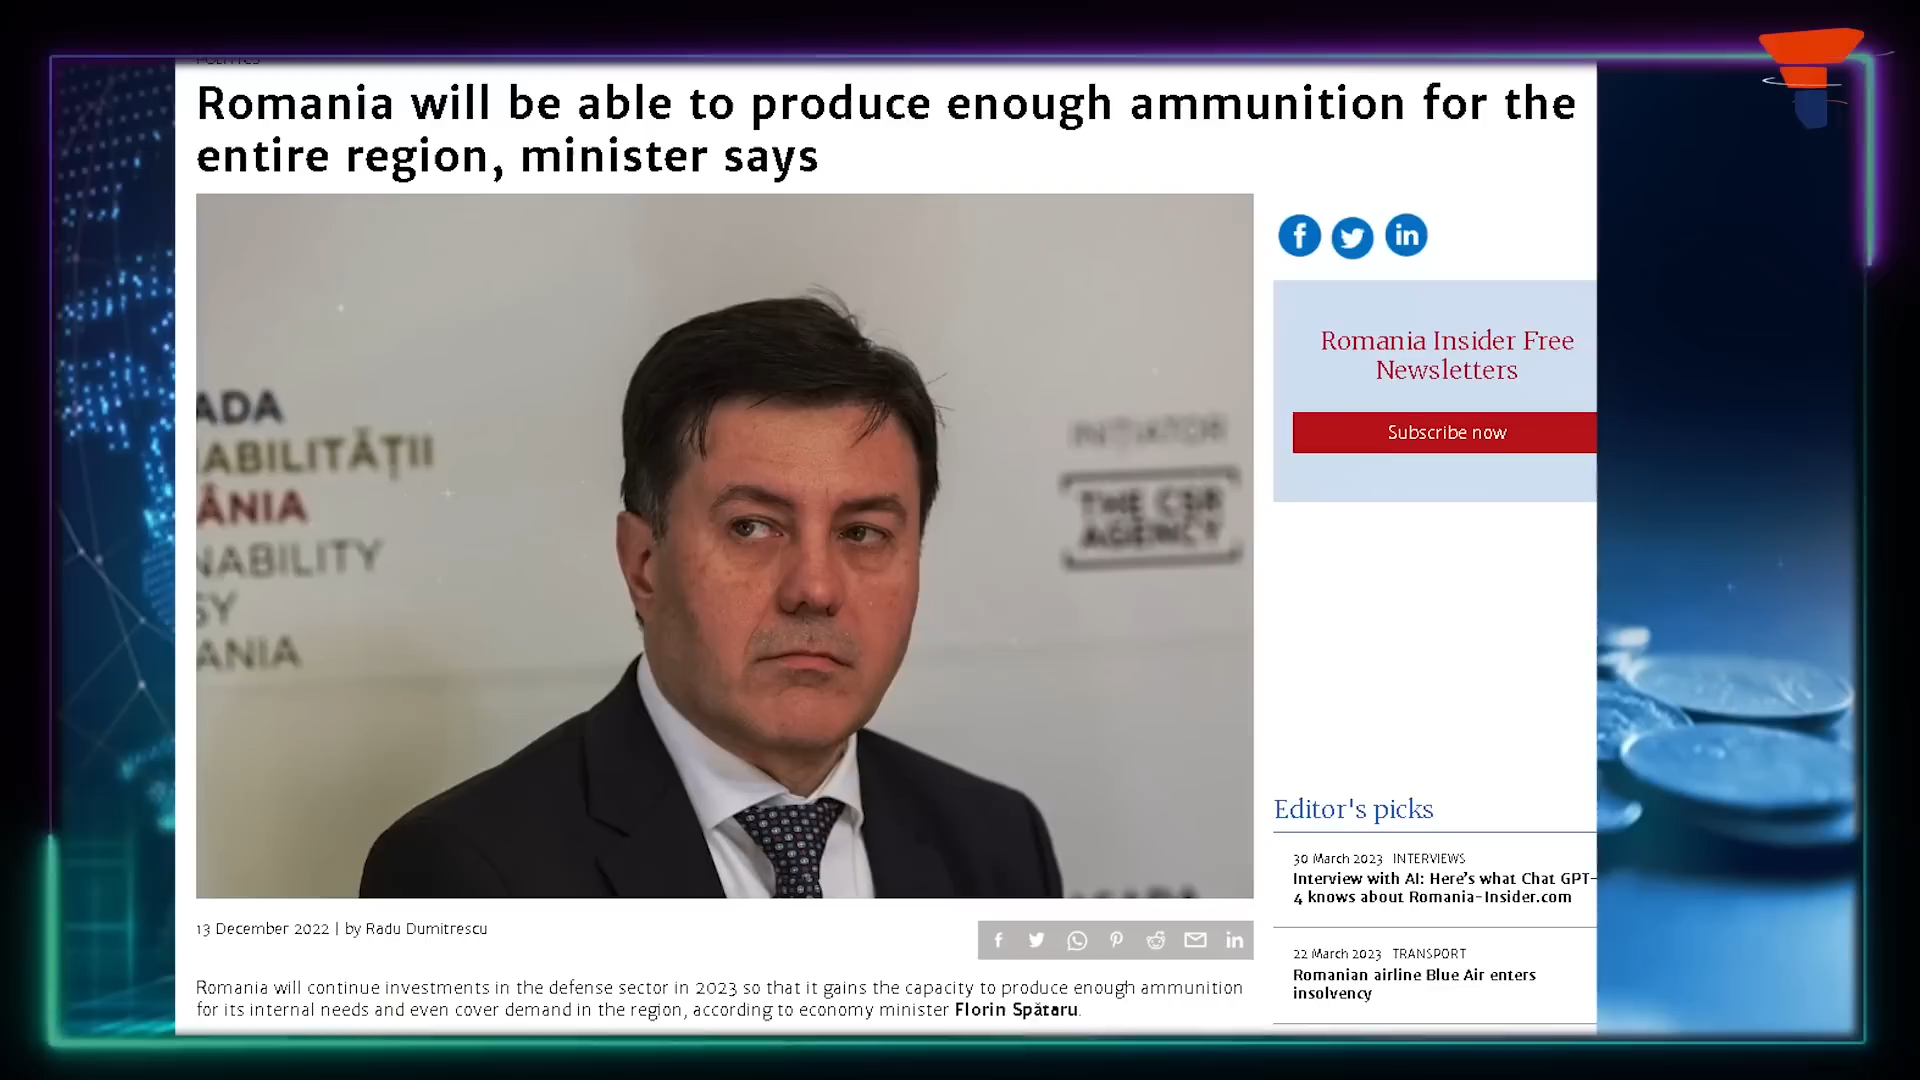 Romania will be able to produce enough ammunition for the
entire region, minister says
ADA
ABILITĂȚII
ÂNIA
NABILITY
SY
ANIA
INIȚIATOR
THE CSR
AGENCY
Romania Insider Free
Newsletters
Subscribe now
Editor's picks
30 March 2023 INTERVIEWS
Interview with AI: Here's what Chat GPT-
4 knows about Romania-Insider.com
22 March 2023 TRANSPORT
Romanian airline Blue Air enters
insolvency
13 December 2022 | by Radu Dumitrescu
Romania will continue investments in the defense sector in 2023 so that it gains the capacity to produce enough ammunition
for its internal needs and even cover demand in the region, according to economy minister Florin Spătaru.